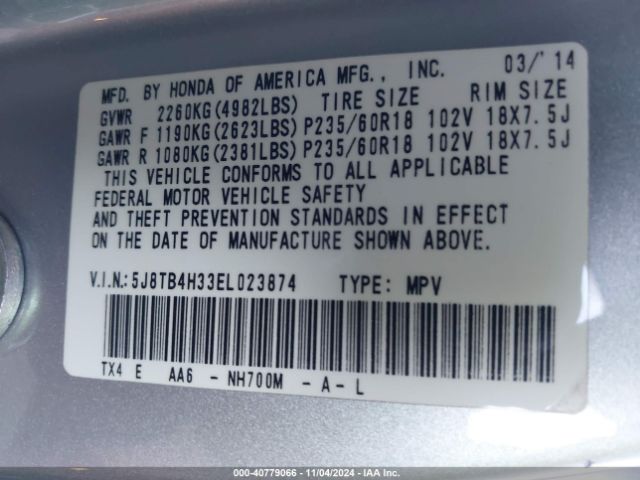 MFD. BY HONDA OF AMERICA MFG., INC. 03/'14
GVWR 2260KG(4982LBS) TIRE SIZE RIM SIZE
GAWR F 1190KG(2623LBS) P235/60R18 102V 18X7.5J
GAWR R 1080KG(2381LBS) P235/60R18 102V 18X7.5J
THIS VEHICLE CONFORMS TO ALL APPLICABLE
FEDERAL MOTOR VEHICLE SAFETY
AND THEFT PREVENTION STANDARDS IN EFFECT
ON THE DATE OF MANUFACTURE SHOWN ABOVE.
V.I.N.:5J8TB4H33EL023874 TYPE: MPV
TX4 E AA6 - NH700M - A - L
000-40779066 - 11/04/2024 - IAA Inc.